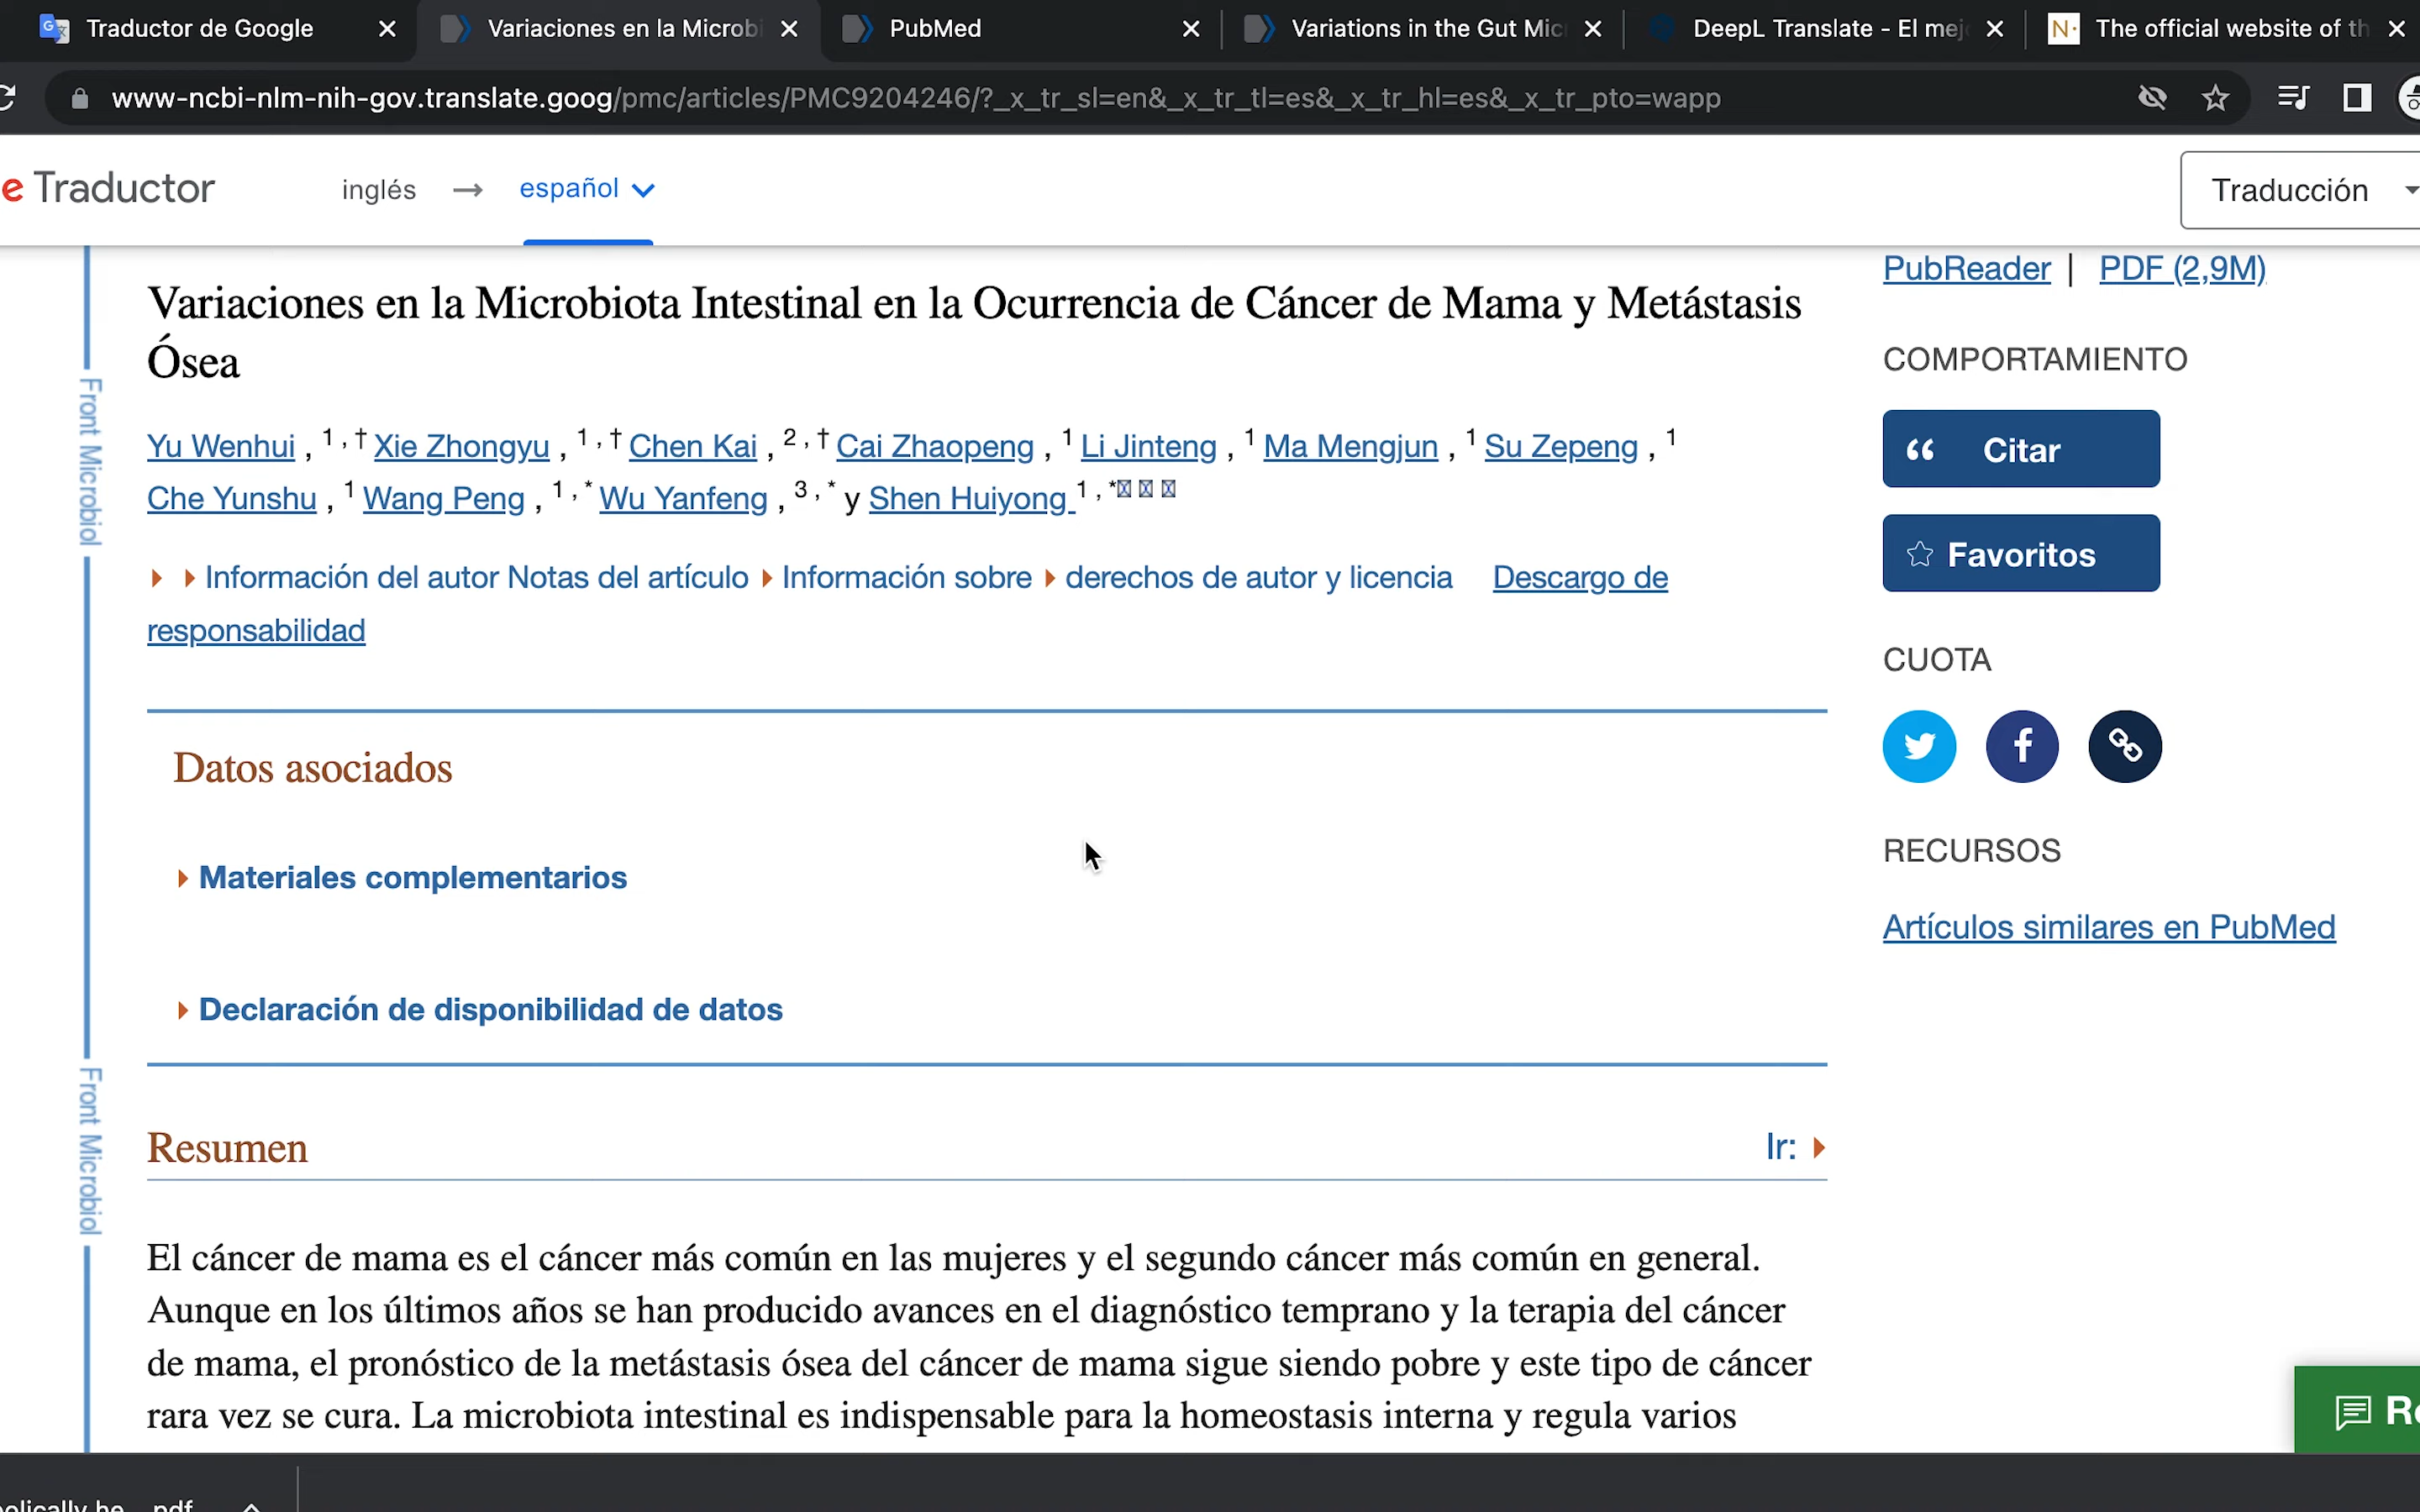 Traductor de Google
Variaciones en la Microbi
PubMed
Variations in the Gut Mic
DeepL Translate - El mej
The official website of th
www-ncbi-nlm-nih-gov.translate.goog/pmc/articles/PMC9204246/?_x_tr_sl=en&_x_tr_tl=es&_x_tr_hl=es&_x_tr_pto=wapp
e Traductor
inglés → español
Traducción
PubReader | PDF (2,9M)
Front Microbiol
Front Microbiol
Variaciones en la Microbiota Intestinal en la Ocurrencia de Cáncer de Mama y Metástasis
Ósea
Yu Wenhui , 1 , † Xie Zhongyu , 1 , † Chen Kai , 2 , † Cai Zhaopeng , 1 Li Jinteng , 1 Ma Mengjun , 1 Su Zepeng , 1
Che Yunshu , 1 Wang Peng , 1 , * Wu Yanfeng , 3 , * y Shen Huiyong 1 , *
Información del autor Notas del artículo Información sobre derechos de autor y licencia Descargo de
responsabilidad
Datos asociados
Materiales complementarios
Declaración de disponibilidad de datos
Resumen
Ir:
El cáncer de mama es el cáncer más común en las mujeres y el segundo cáncer más común en general.
Aunque en los últimos años se han producido avances en el diagnóstico temprano y la terapia del cáncer
de mama, el pronóstico de la metástasis ósea del cáncer de mama sigue siendo pobre y este tipo de cáncer
rara vez se cura. La microbiota intestinal es indispensable para la homeostasis interna y regula varios
COMPORTAMIENTO
Citar
Favoritos
CUOTA
RECURSOS
Artículos similares en PubMed